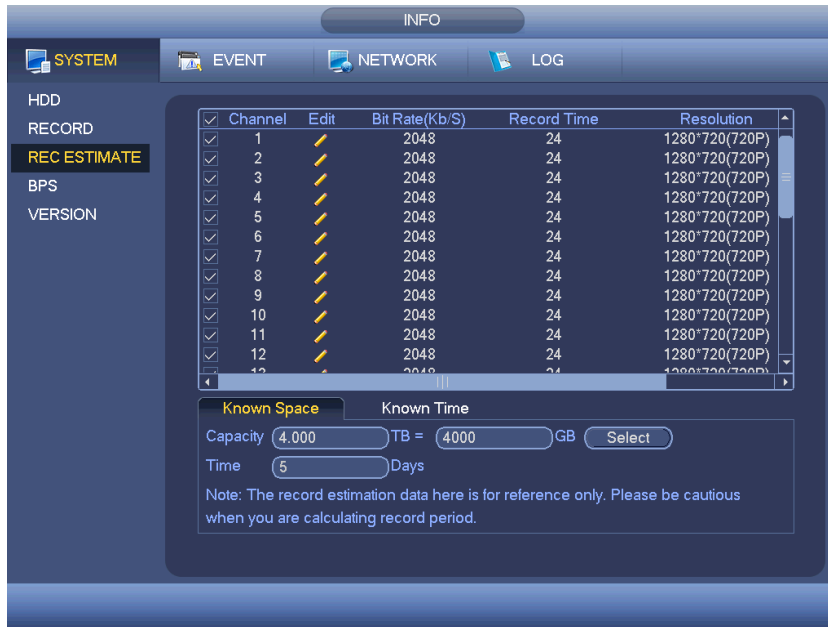 INFO
SYSTEM EVENT NETWORK LOG
HDD
RECORD
REC ESTIMATE
BPS
VERSION
Channel Edit Bit Rate(Kb/S) Record Time Resolution
1 2048 24 1280*720(720P)
2 2048 24 1280*720(720P)
3 2048 24 1280*720(720P)
4 2048 24 1280*720(720P)
5 2048 24 1280*720(720P)
6 2048 24 1280*720(720P)
7 2048 24 1280*720(720P)
8 2048 24 1280*720(720P)
9 2048 24 1280*720(720P)
10 2048 24 1280*720(720P)
11 2048 24 1280*720(720P)
12 2048 24 1280*720(720P)
13 2048 24 1280*720(720P)
Known Space Known Time
Capacity 4.000 TB = 4000 GB Select
Time 5 Days
Note: The record estimation data here is for reference only. Please be cautious
when you are calculating record period.